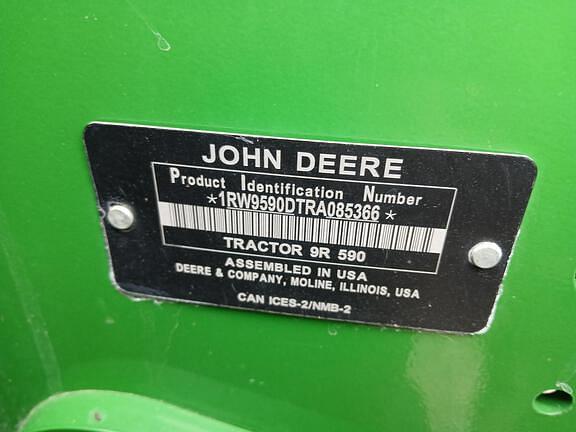 JOHN DEERE
Product Identification Number
*1RW9590DTRA085366*
TRACTOR 9R 590
ASSEMBLED IN USA
DEERE & COMPANY, MOLINE, ILLINOIS, USA
CAN ICES-2/NMB-2